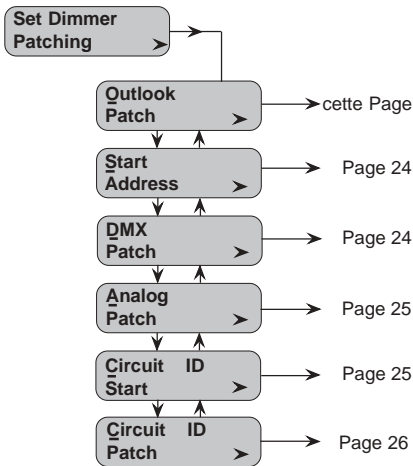 Set Dimmer
Patching
Outlook
Patch
cette Page
Start
Address
Page 24
DMX
Patch
Page 24
Analog
Patch
Page 25
Circuit ID
Start
Page 25
Circuit ID
Patch
Page 26